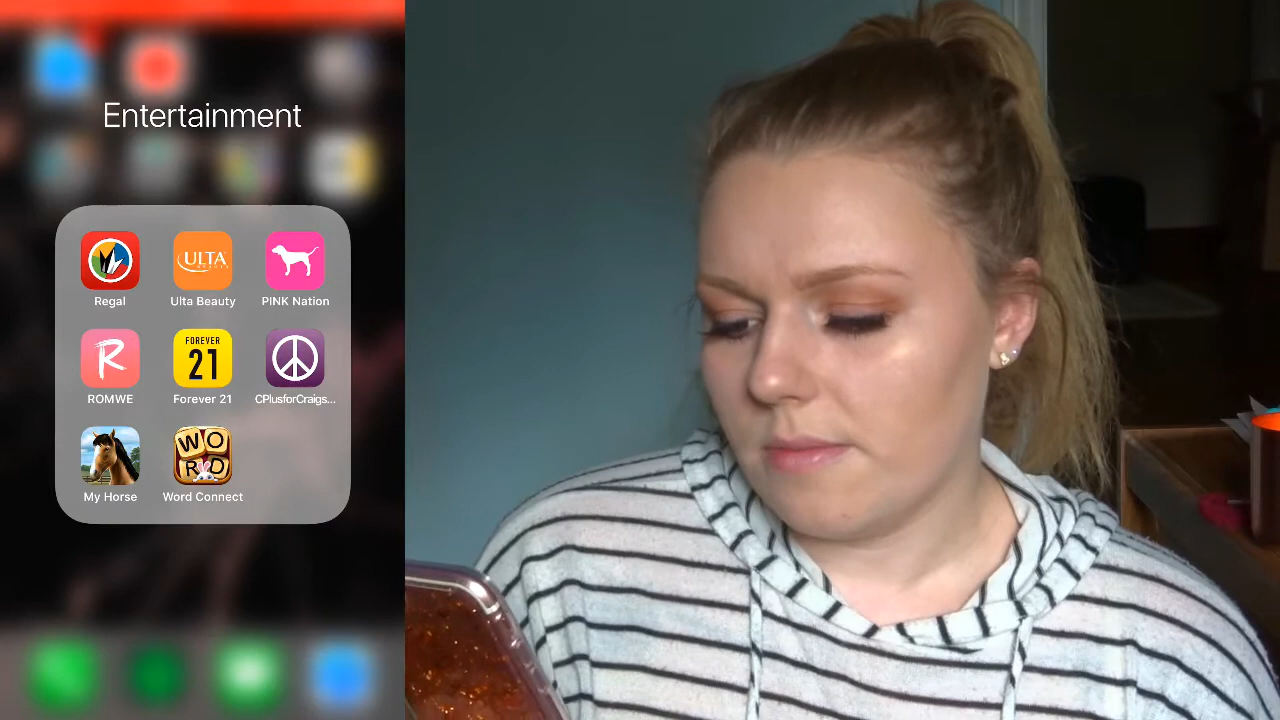 Entertainment
ULTA
Regal
Ulta Beauty
PINK Nation
R
FOREVER
21
ROMWE
Forever 21
CPlusforCraigs...
WO
RD
My Horse
Word Connect